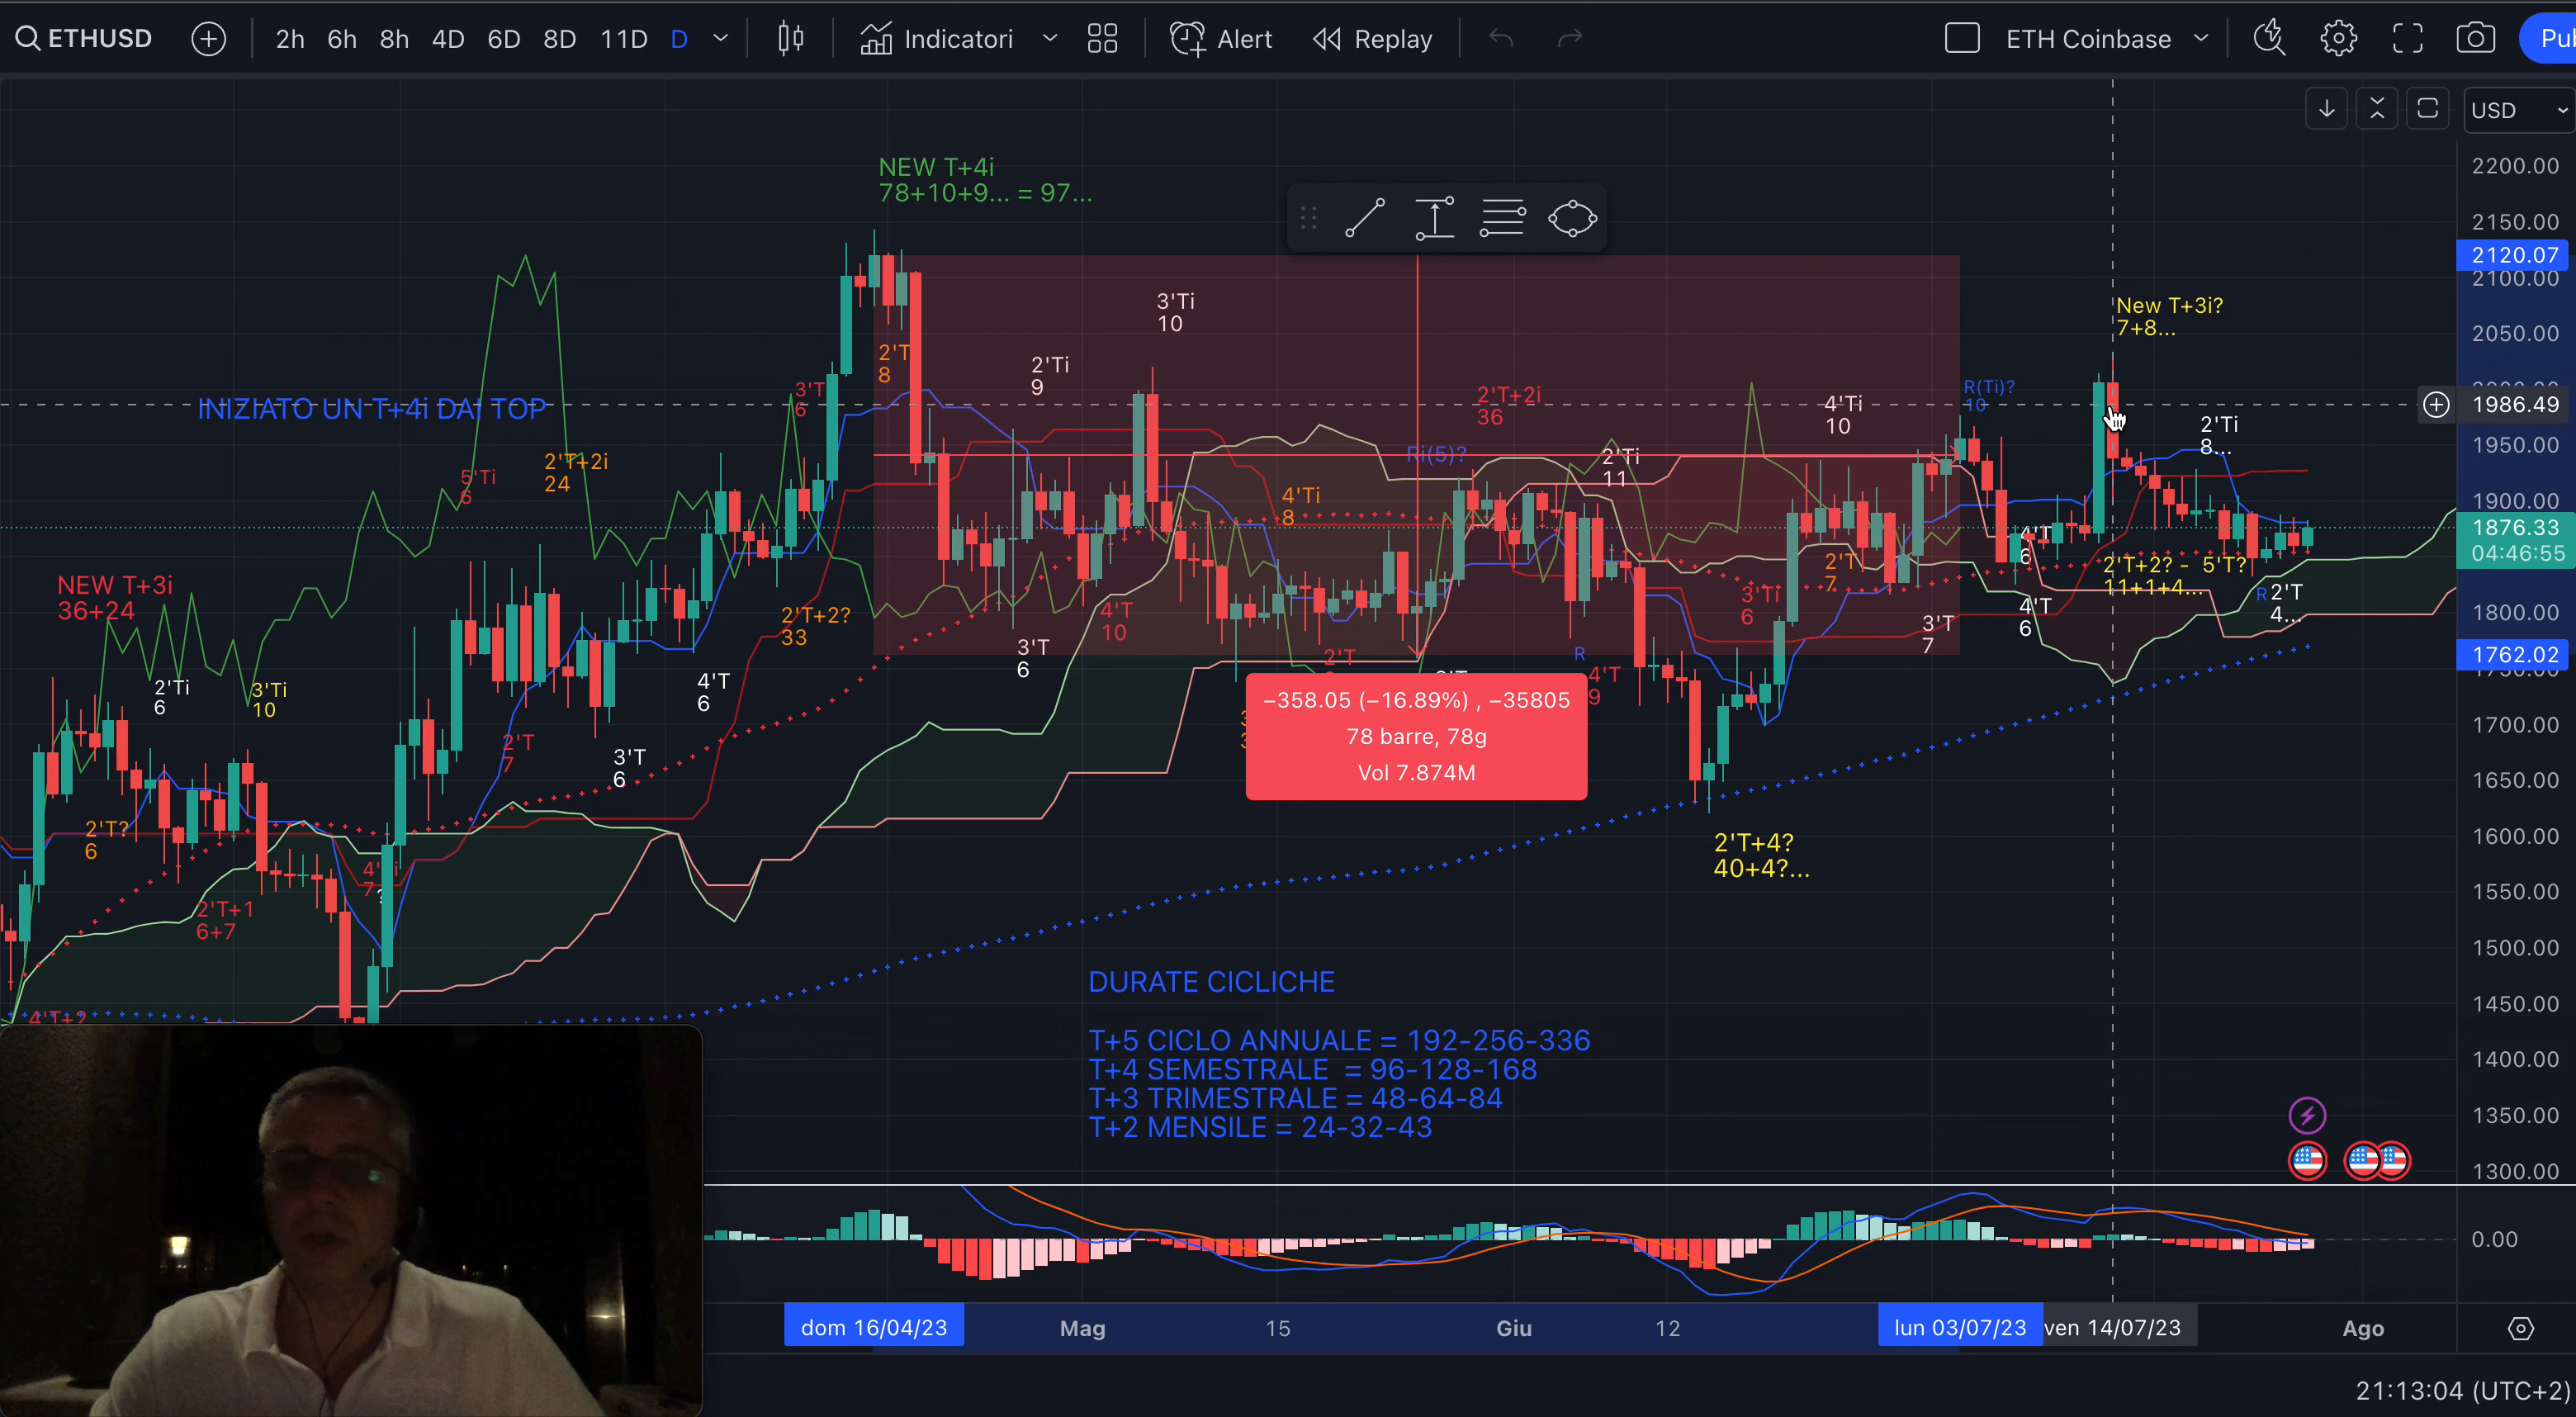 ETHUSD
2h 6h 8h 4D 6D 8D 11D D
Indicatori
Alert
Replay
ETH Coinbase
Pub
USD
2200.00
2150.00
2120.07
2100.00
2050.00
1986.49
1950.00
1900.00
1876.33
04:46:55
1800.00
1762.02
1700.00
1650.00
1600.00
1550.00
1500.00
1450.00
1400.00
1350.00
1300.00
0.00
NEW T+4i
78+10+9... = 97...
INIZIATO UN T+4i DAI TOP
NEW T+3i
36+24
2'Ti
6
3'Ti
10
2'T?
6
2'T+1
6+7
4'T+2
5'Ti
6
2'T+2i
24
2'T
7
3'T
6
4'T
6
3'T
6
2'T+2?
33
2'T
8
2'Ti
9
3'Ti
10
3'T
6
4'T
10
4'Ti
8
2'T
Ri(5)?
2'T+2i
36
2'Ti
11
R
4'T
9
3'Ti
6
2'T
7
4'Ti
10
3'T
7
R(Ti)?
10
4'T
6
4'T
6
New T+3i?
7+8...
2'Ti
8...
2'T+2? - 5'T?
11+1+4...
R
2'T
4...
−358.05 (−16.89%) , −35805
78 barre, 78g
Vol 7.874M
2'T+4?
40+4?...
DURATE CICLICHE
T+5 CICLO ANNUALE = 192-256-336
T+4 SEMESTRALE = 96-128-168
T+3 TRIMESTRALE = 48-64-84
T+2 MENSILE = 24-32-43
dom 16/04/23
Mag
15
Giu
12
lun 03/07/23
ven 14/07/23
Ago
21:13:04 (UTC+2)